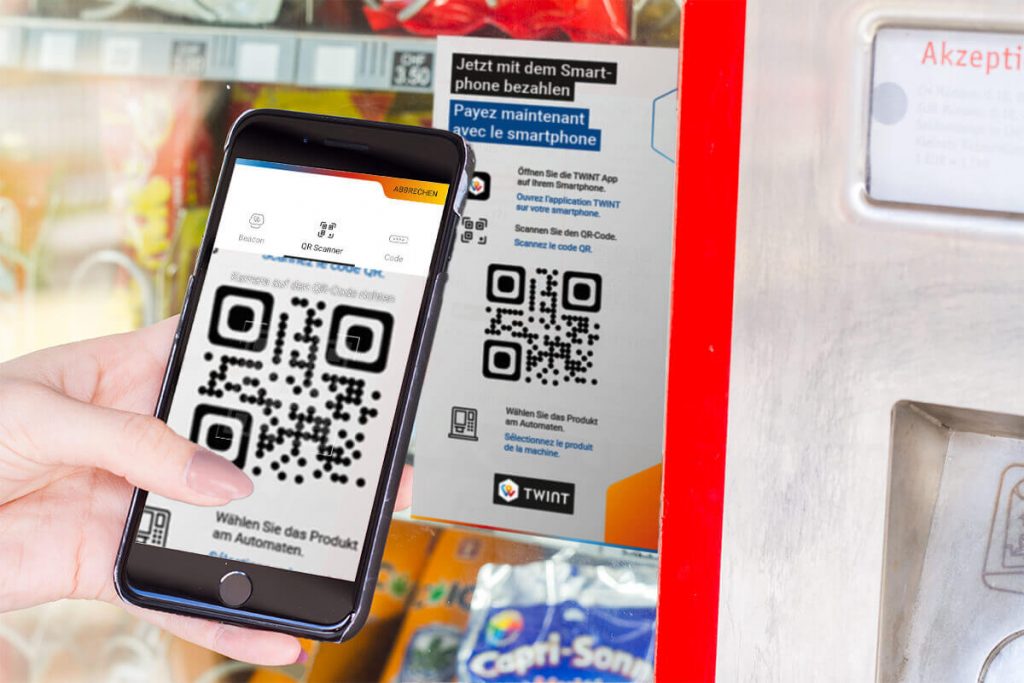 CHF
3.50
Jetzt mit dem Smart-
phone bezahlen
Payez maintenant
avec le smartphone
Öffnen Sie die TWINT App
auf Ihrem Smartphone.
Ouvrez l'application TWINT
sur votre smartphone.
Scannen Sie den QR-Code.
Scannez le code QR.
Wählen Sie das Produkt
am Automaten.
Sélectionnez le produit
de la machine.
TWINT
ABBRECHEN
Beacon
QR Scanner
Code
Scannez le code QR.
Kamera auf den QR-Code richten
Wählen Sie das Produkt
am Automaten.
Akzepti
Capri-Sonn